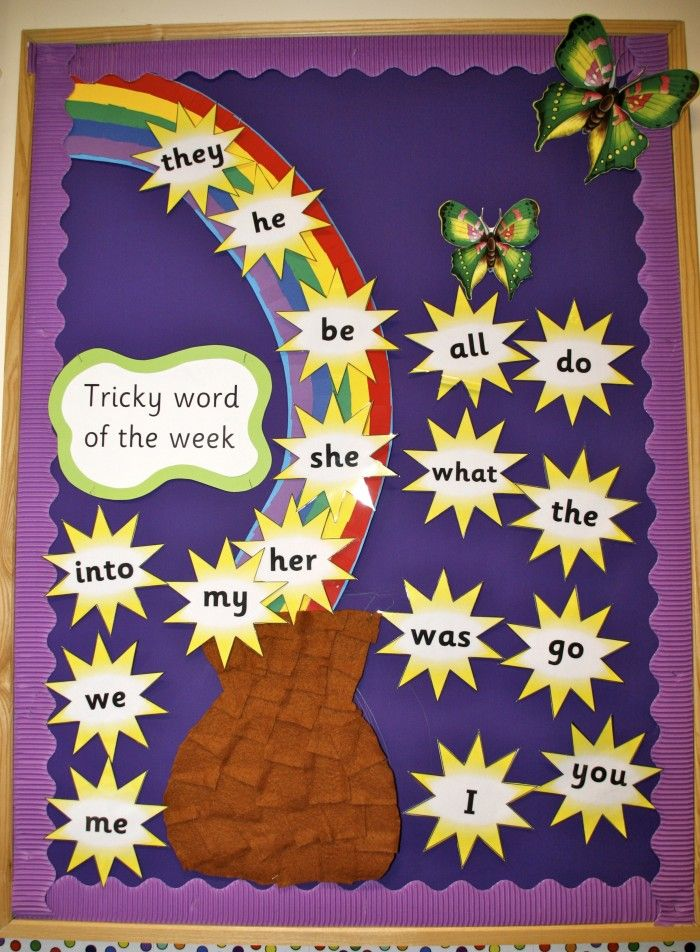 they
he
be
all
do
Tricky word
of the week
she
what
the
into
her
my
was
go
we
me
I
you